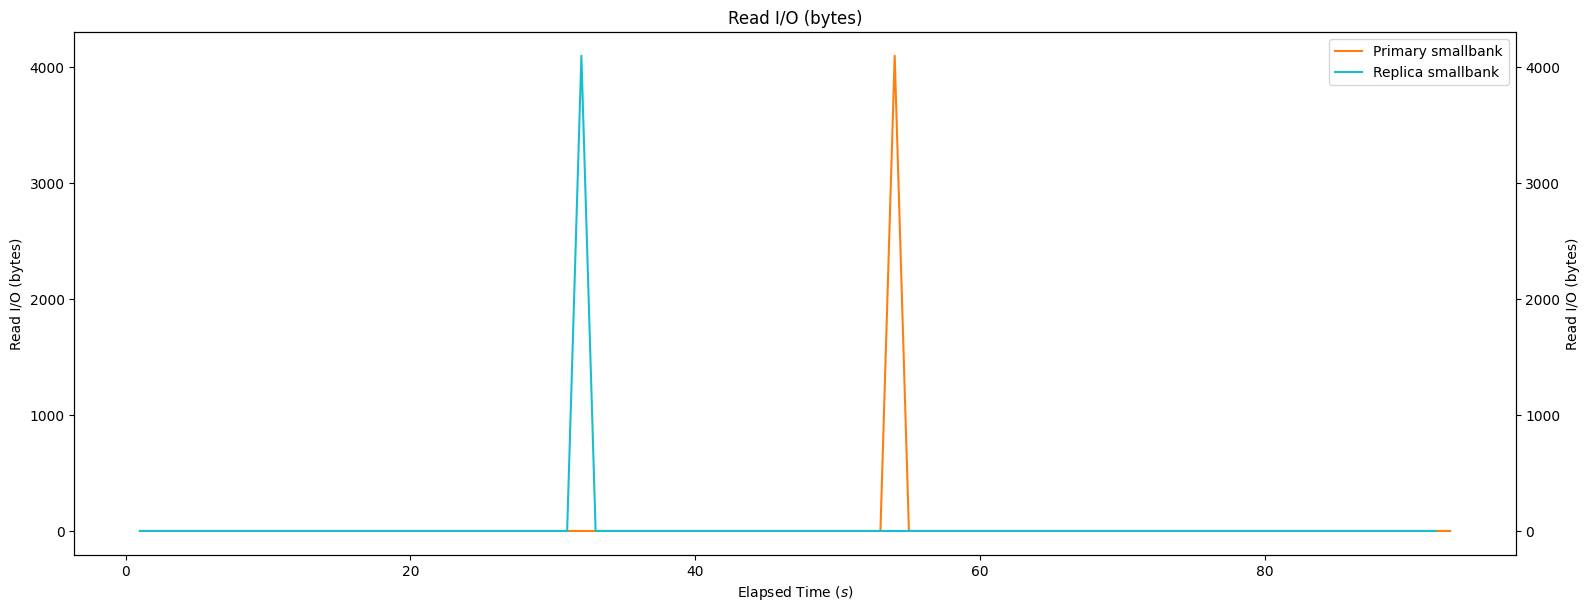 Read I/O (bytes)
Primary smallbank
Replica smallbank
4000
3000
2000
1000
0
Read I/O (bytes)
4000
3000
2000
1000
0
Read I/O (bytes)
0 20 40 60 80
Elapsed Time (s)